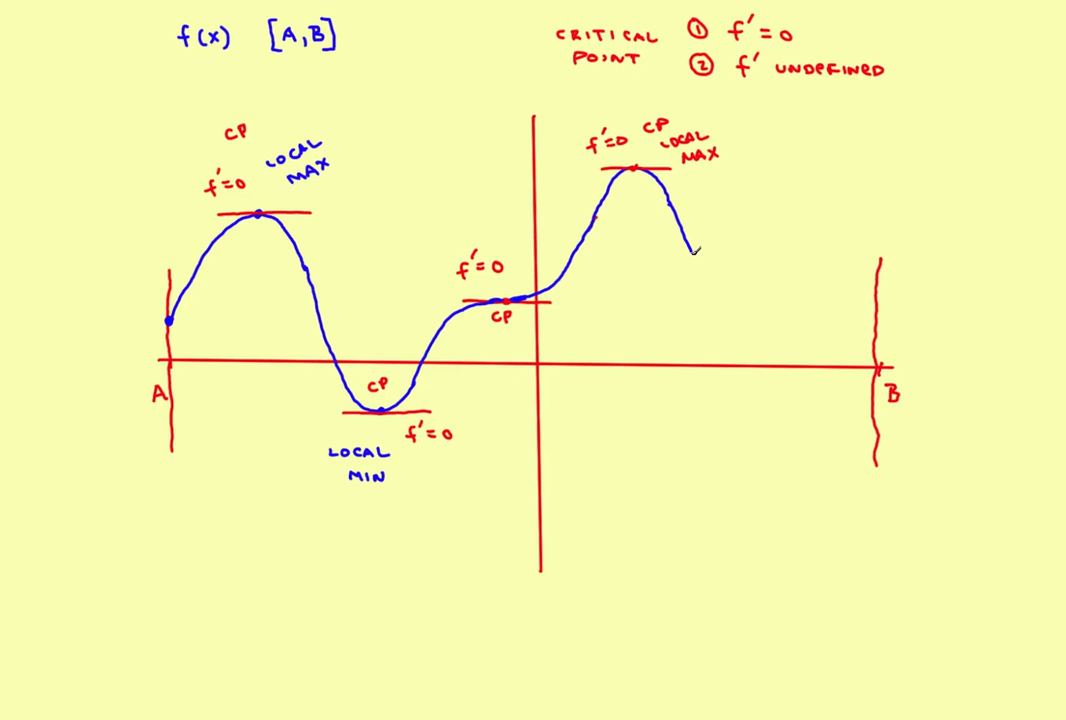 f(x) [A,B]
CRITICAL POINT
① f'=0
② f' UNDEFINED
CP
f'=0
LOCAL
MAX
f'=0
CP
LOCAL
MAX
f'=0
CP
A
B
CP
f'=0
LOCAL
MIN